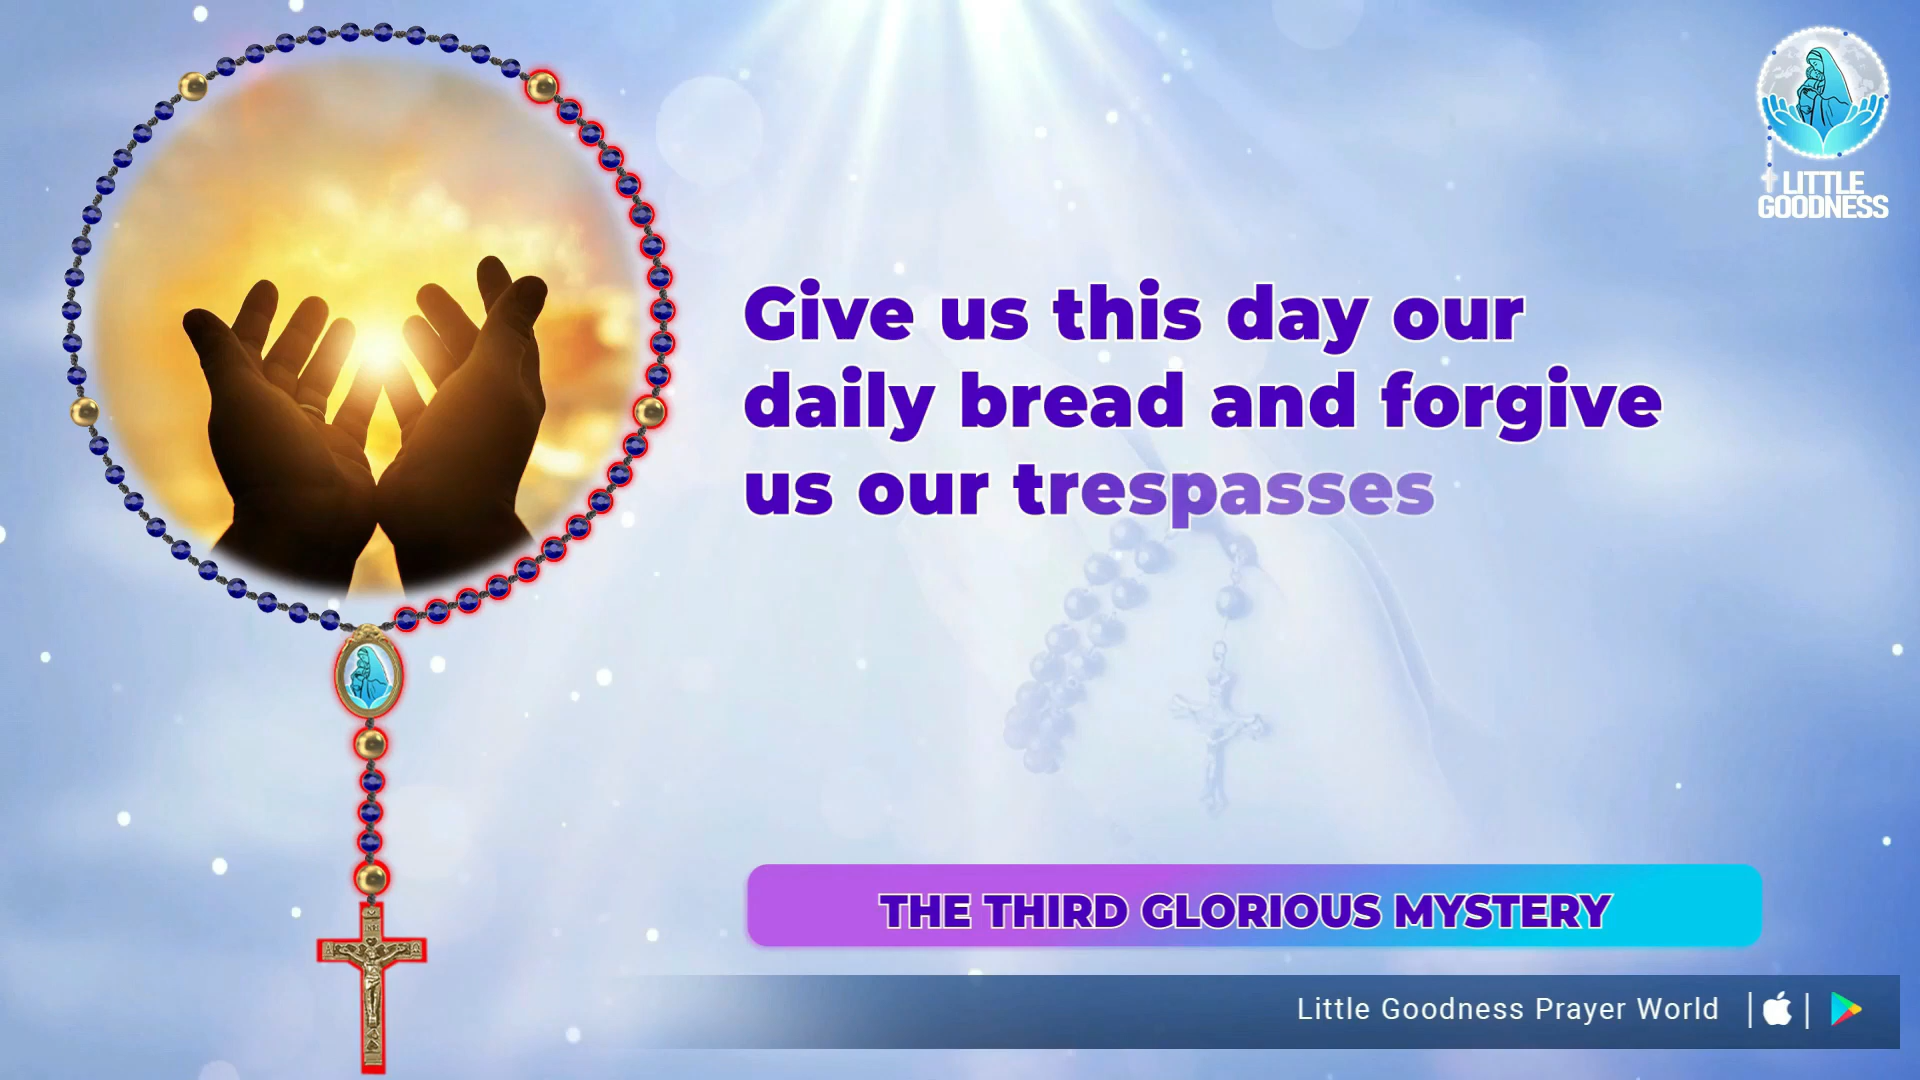 LITTLE
GOODNESS
Give us this day our
daily bread and forgive
us our trespasses
THE THIRD GLORIOUS MYSTERY
Little Goodness Prayer World
INRI